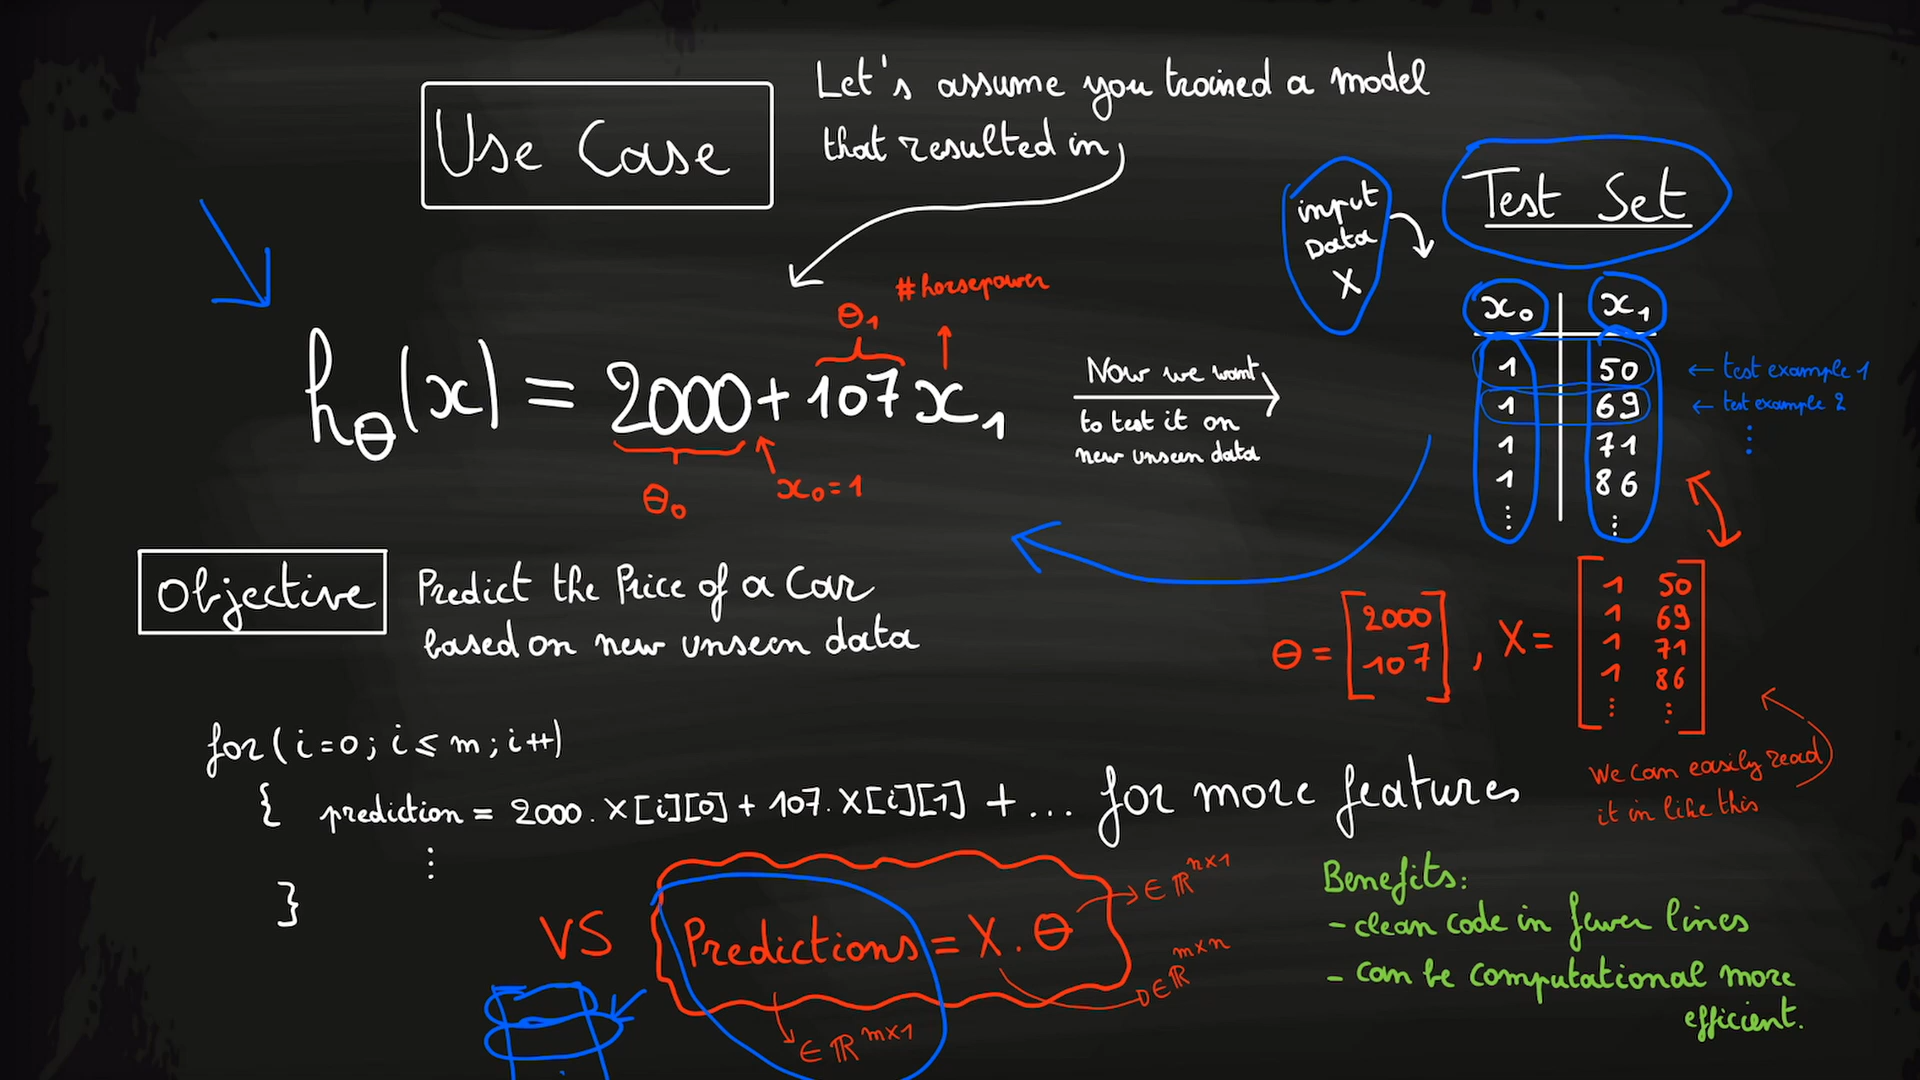 Use Case
Let's assume you trained a model
that resulted in
input
Data
X
Test Set
x₀ x₁
1 50 ← test example 1
1 69 ← test example 2
1 71 ⋮
1 86
⋮ ⋮
#horsepower
θ₁
hθ(x) = 2000 + 107 x₁
θ₀
x₀ = 1
Now we want
to test it on
new unseen data
Objective
Predict the Price of a Car
based on new unseen data
θ = [2000
107] , X = [1 50
1 69
1 71
1 86
⋮ ⋮]
We can easily read
it in like this
for(i=0; i≤m; i++)
{ prediction = 2000 . X[i][0] + 107. X[i][1] + ... for more features
⋮
}
VS
Predictions = X . θ
∈ ℝⁿˣ¹
∈ ℝᵐˣⁿ
∈ ℝᵐˣ¹
Benefits:
- clean code in fewer lines
- can be computational more
efficient.